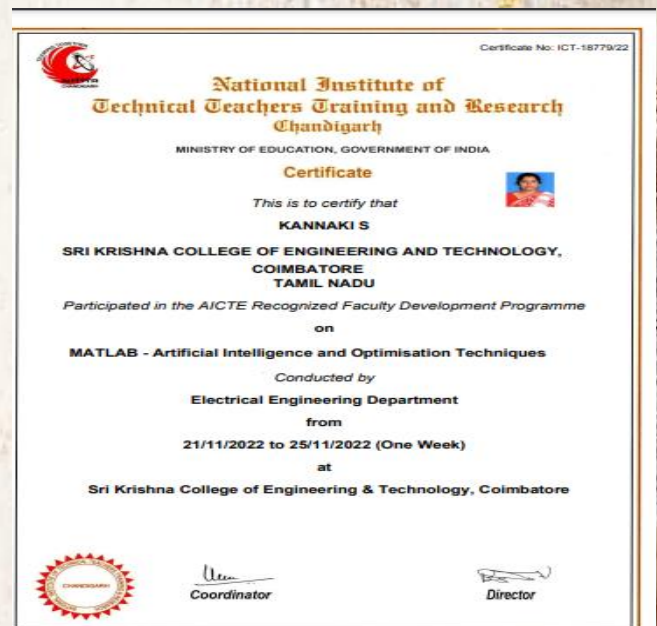 Certificate No: ICT-18779/22
National Institute of
Technical Teachers Training and Research
Chandigarh
MINISTRY OF EDUCATION, GOVERNMENT OF INDIA
Certificate
This is to certify that
KANNAKI S
SRI KRISHNA COLLEGE OF ENGINEERING AND TECHNOLOGY,
COIMBATORE
TAMIL NADU
Participated in the AICTE Recognized Faculty Development Programme
on
MATLAB - Artificial Intelligence and Optimisation Techniques
Conducted by
Electrical Engineering Department
from
21/11/2022 to 25/11/2022 (One Week)
at
Sri Krishna College of Engineering & Technology, Coimbatore
CHANDIGARH
Coordinator
Director